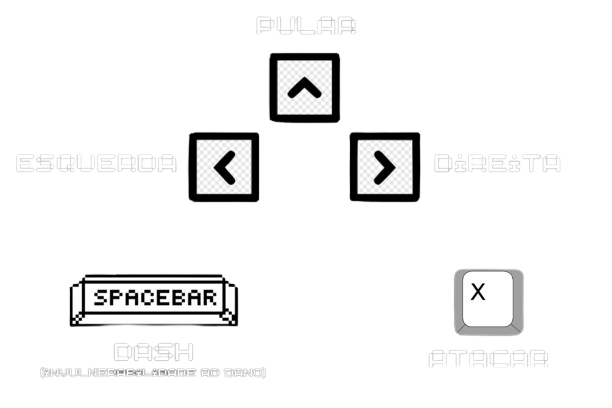 PULAR
ESQUERDA
DiREiTA
SPACEBAR
X
DASH
ATACAR
(INVULNERABILIDADE AO DANO)